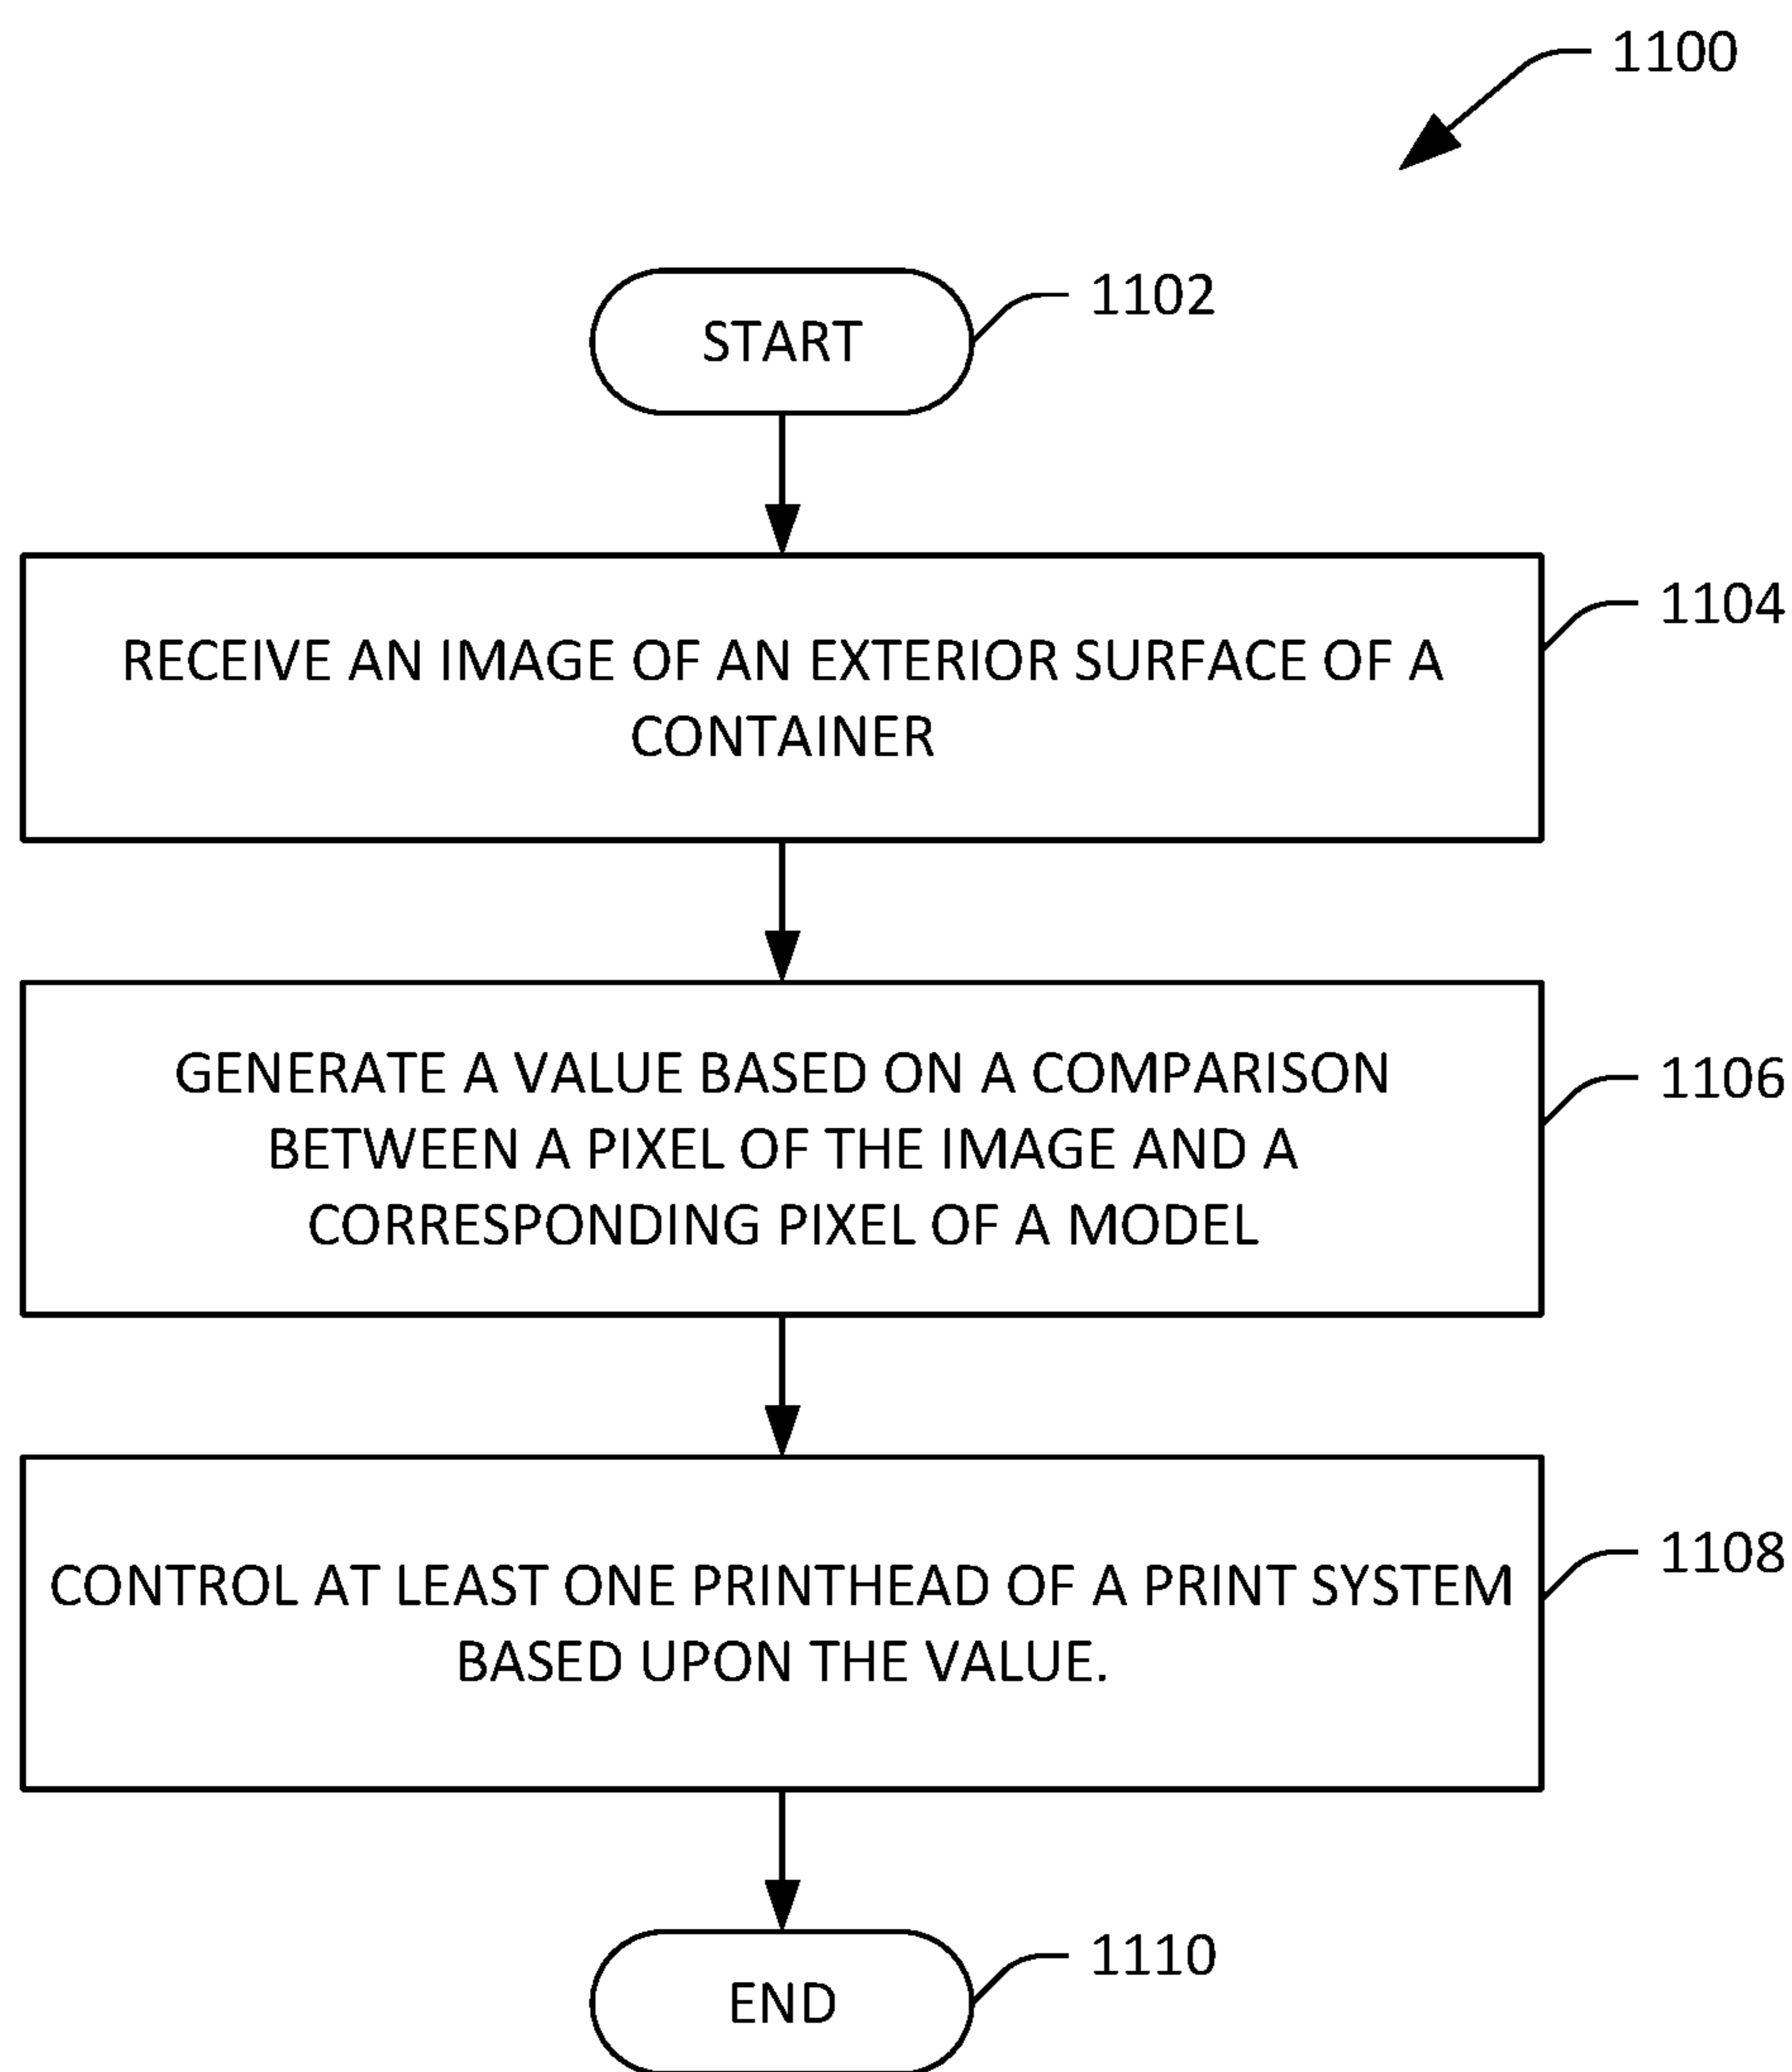 1100
START
1102
RECEIVE AN IMAGE OF AN EXTERIOR SURFACE OF A
CONTAINER
1104
GENERATE A VALUE BASED ON A COMPARISON
BETWEEN A PIXEL OF THE IMAGE AND A
CORRESPONDING PIXEL OF A MODEL
1106
CONTROL AT LEAST ONE PRINTHEAD OF A PRINT SYSTEM
BASED UPON THE VALUE.
1108
END
1110